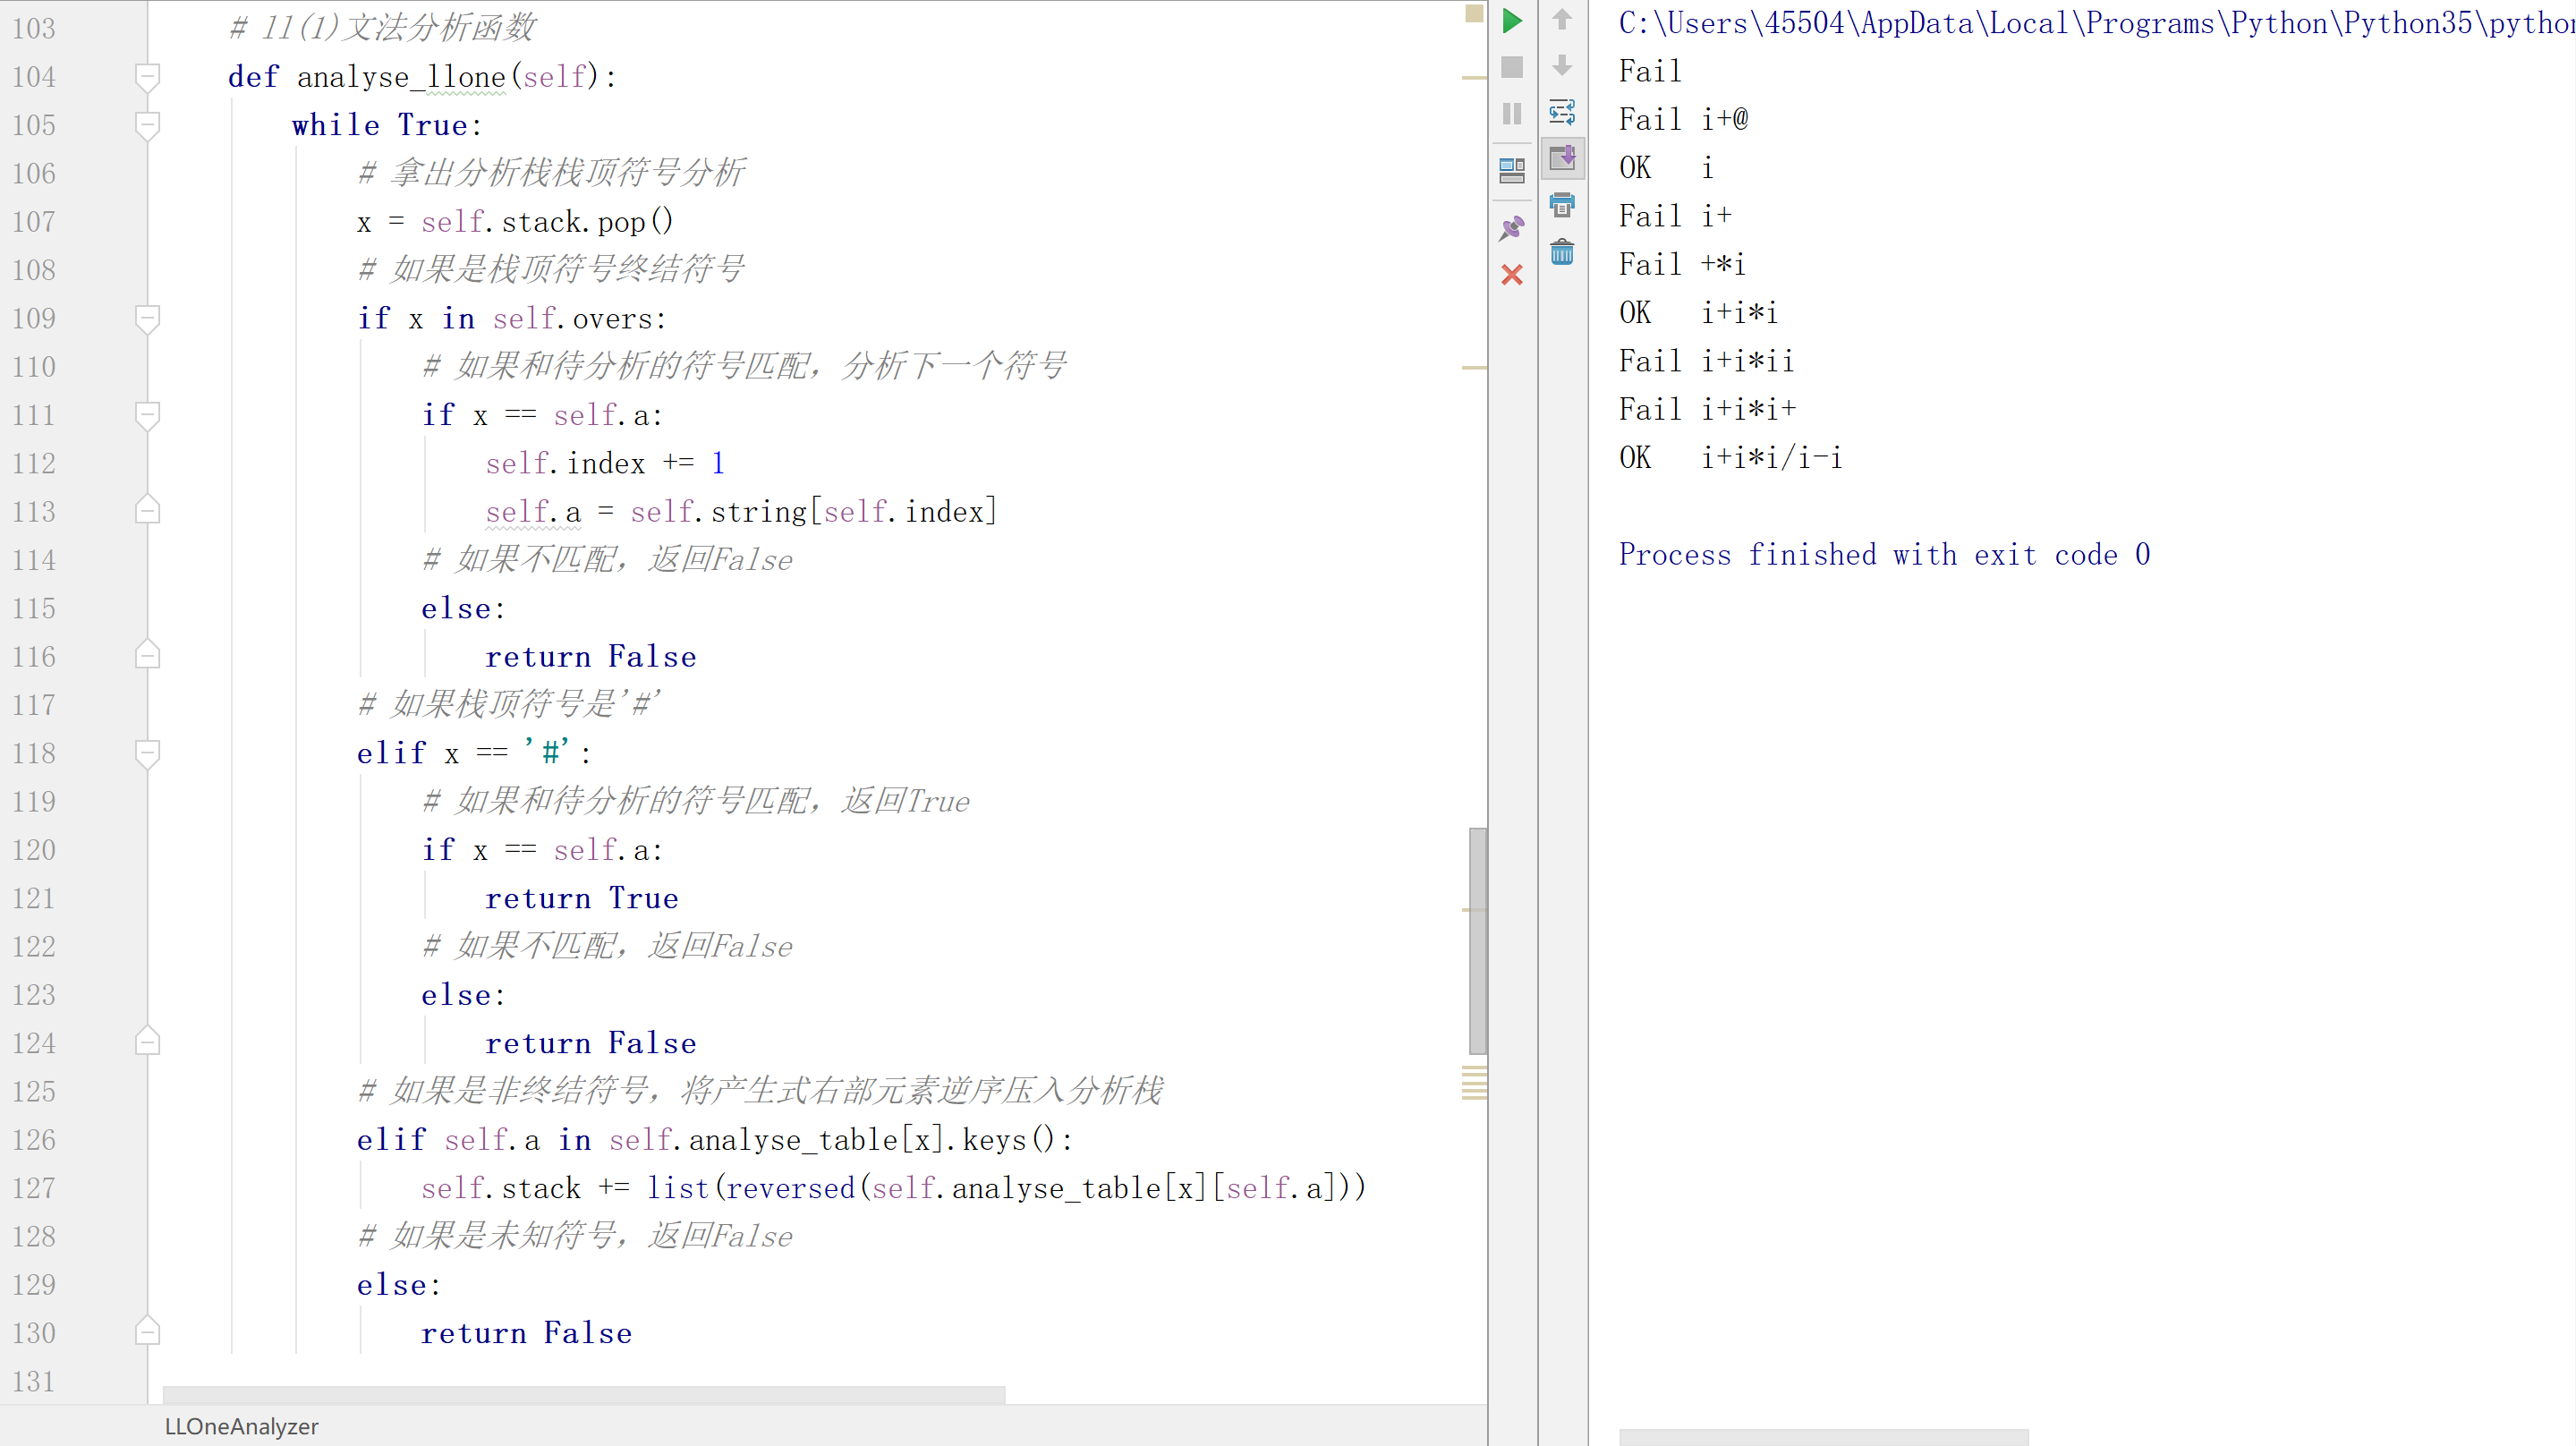 103 # ll(1)文法分析函数
104 def analyse_llone(self):
105 while True:
106 # 拿出分析栈栈顶符号分析
107 x = self.stack.pop()
108 # 如果是栈顶符号终结符号
109 if x in self.overs:
110 # 如果和待分析的符号匹配，分析下一个符号
111 if x == self.a:
112 self.index += 1
113 self.a = self.string[self.index]
114 # 如果不匹配，返回False
115 else:
116 return False
117 # 如果栈顶符号是'#'
118 elif x == '#':
119 # 如果和待分析的符号匹配，返回True
120 if x == self.a:
121 return True
122 # 如果不匹配，返回False
123 else:
124 return False
125 # 如果是非终结符号，将产生式右部元素逆序压入分析栈
126 elif self.a in self.analyse_table[x].keys():
127 self.stack += list(reversed(self.analyse_table[x][self.a]))
128 # 如果是未知符号，返回False
129 else:
130 return False
131
LLOneAnalyzer
C:\Users\45504\AppData\Local\Programs\Python\Python35\python
Fail
Fail i+@
OK i
Fail i+
Fail +*i
OK i+i*i
Fail i+i*ii
Fail i+i*i+
OK i+i*i/i-i
Process finished with exit code 0